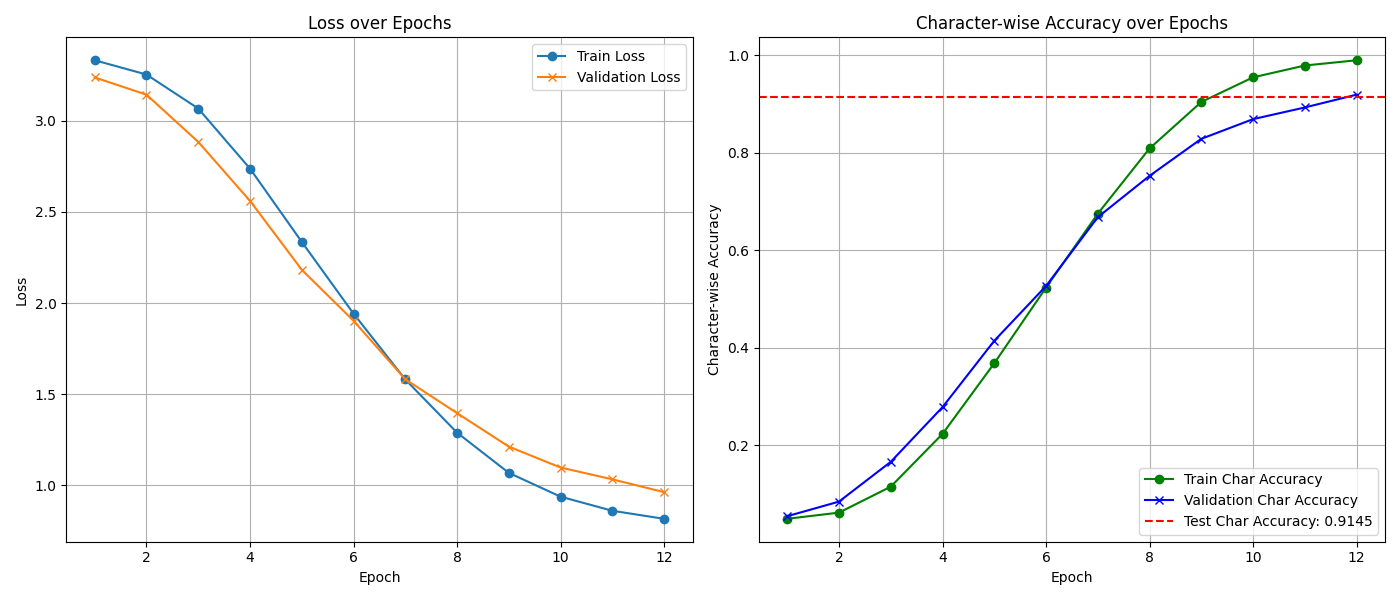 Loss over Epochs
Train Loss
Validation Loss
3.0
2.5
2.0
1.5
1.0
Loss
2 4 6 8 10 12
Epoch
Character-wise Accuracy over Epochs
1.0
0.8
0.6
0.4
0.2
Character-wise Accuracy
Train Char Accuracy
Validation Char Accuracy
Test Char Accuracy: 0.9145
2 4 6 8 10 12
Epoch